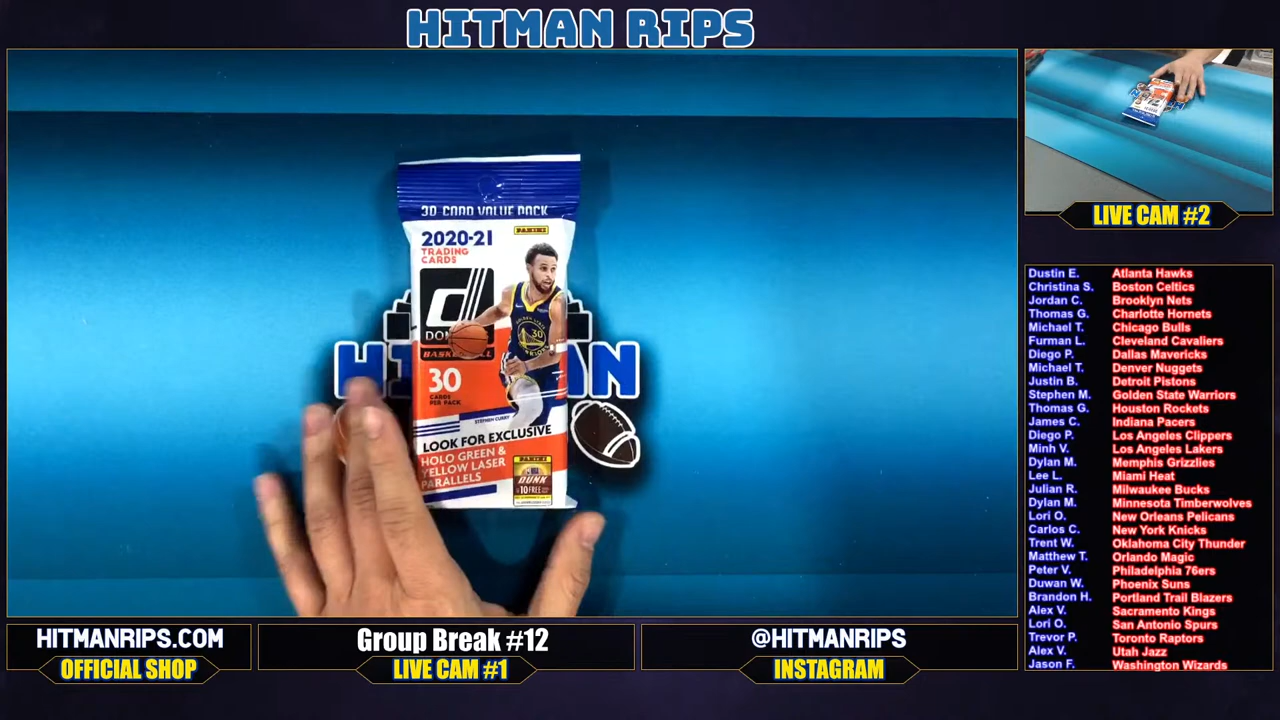 HITMAN RIPS
30 CARD VALUE PACK
PANINI
2020-21
TRADING
CARDS
BASKETBALL
30
CARDS
PER PACK
30
STEPHEN CURRY
LOOK FOR EXCLUSIVE
HOLO GREEN &
YELLOW LASER
PARALLELS
PANINI
DUNK
10 FREE
LIVE CAM #2
Dustin E. Atlanta Hawks
Christina S. Boston Celtics
Jordan C. Brooklyn Nets
Thomas G. Charlotte Hornets
Michael T. Chicago Bulls
Furman L. Cleveland Cavaliers
Diego P. Dallas Mavericks
Michael T. Denver Nuggets
Justin B. Detroit Pistons
Stephen M. Golden State Warriors
Thomas G. Houston Rockets
James C. Indiana Pacers
Diego P. Los Angeles Clippers
Minh V. Los Angeles Lakers
Dylan M. Memphis Grizzlies
Lee L. Miami Heat
Julian R. Milwaukee Bucks
Dylan M. Minnesota Timberwolves
Lori O. New Orleans Pelicans
Carlos C. New York Knicks
Trent W. Oklahoma City Thunder
Matthew T. Orlando Magic
Peter V. Philadelphia 76ers
Duwan W. Phoenix Suns
Brandon H. Portland Trail Blazers
Alex V. Sacramento Kings
Lori O. San Antonio Spurs
Trevor P. Toronto Raptors
Alex V. Utah Jazz
Jason F. Washington Wizards
HITMANRIPS.COM
OFFICIAL SHOP
Group Break #12
LIVE CAM #1
@HITMANRIPS
INSTAGRAM